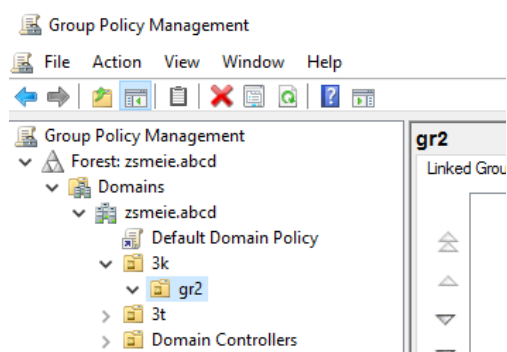 Group Policy Management
File Action View Window Help
Group Policy Management
Forest: zsmeie.abcd
Domains
zsmeie.abcd
Default Domain Policy
3k
gr2
3t
Domain Controllers
gr2
Linked Grou